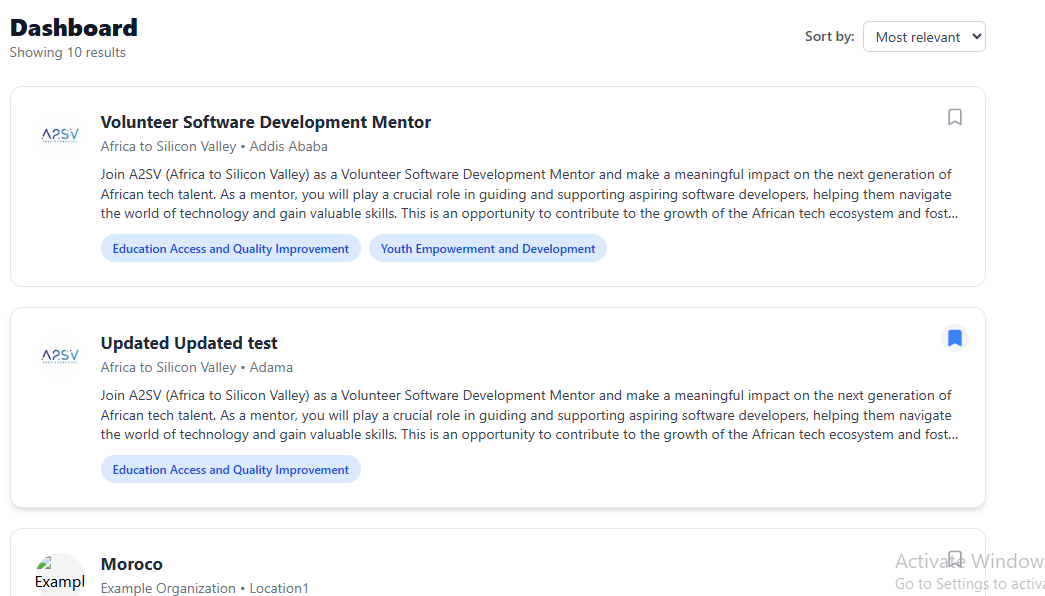 Dashboard
Showing 10 results
Sort by:
Most relevant
A2SV
Volunteer Software Development Mentor
Africa to Silicon Valley • Addis Ababa
Join A2SV (Africa to Silicon Valley) as a Volunteer Software Development Mentor and make a meaningful impact on the next generation of
African tech talent. As a mentor, you will play a crucial role in guiding and supporting aspiring software developers, helping them navigate
the world of technology and gain valuable skills. This is an opportunity to contribute to the growth of the African tech ecosystem and fost...
Education Access and Quality Improvement
Youth Empowerment and Development
A2SV
Updated Updated test
Africa to Silicon Valley • Adama
Join A2SV (Africa to Silicon Valley) as a Volunteer Software Development Mentor and make a meaningful impact on the next generation of
African tech talent. As a mentor, you will play a crucial role in guiding and supporting aspiring software developers, helping them navigate
the world of technology and gain valuable skills. This is an opportunity to contribute to the growth of the African tech ecosystem and fost...
Education Access and Quality Improvement
Exampl
Moroco
Example Organization • Location1
Activate Window
Go to Settings to activa